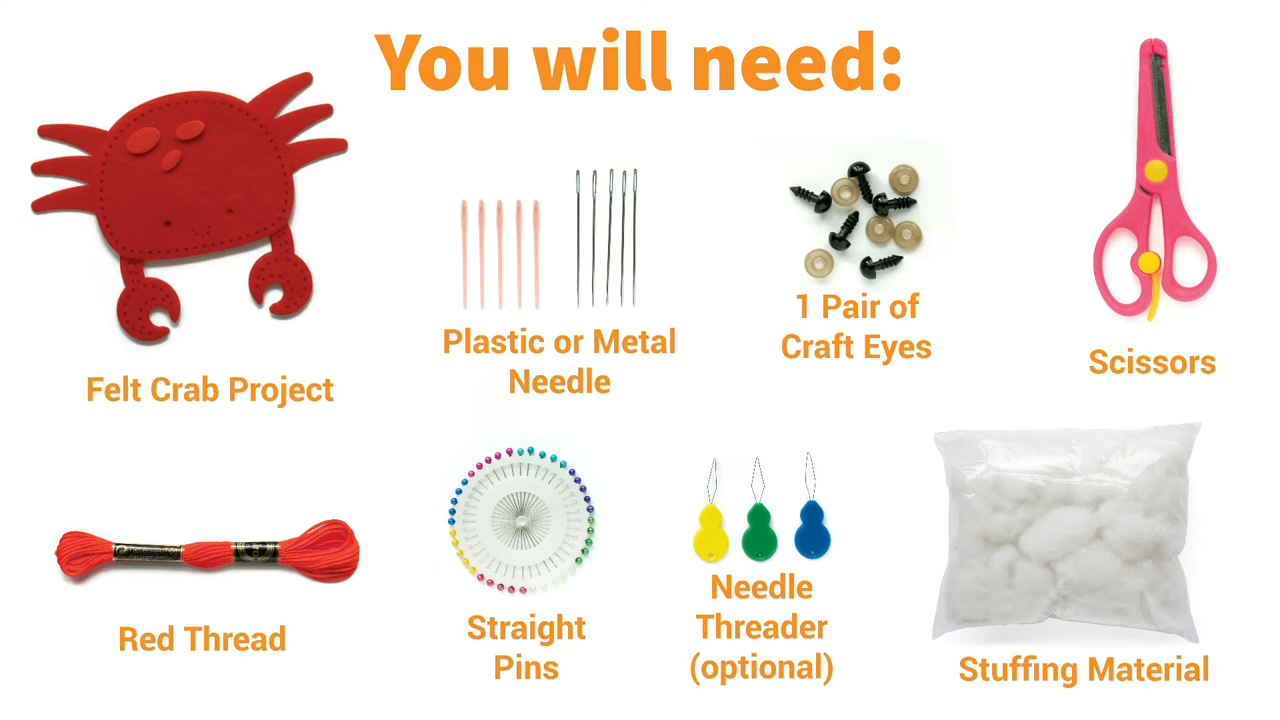 You will need:
Felt Crab Project
Plastic or Metal
Needle
1 Pair of
Craft Eyes
Scissors
Red Thread
Straight
Pins
Needle
Threader
(optional)
Stuffing Material